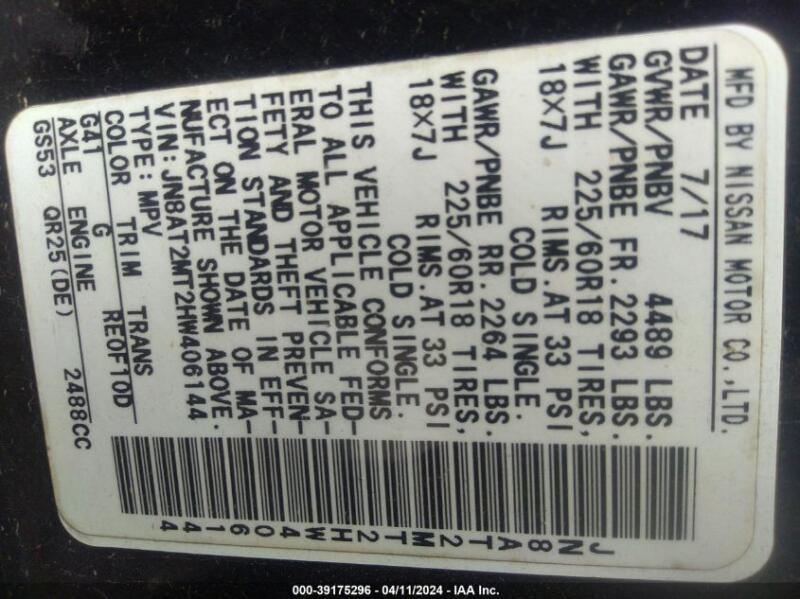 MFD BY NISSAN MOTOR CO.,LTD.
DATE 7/17
GVWR/PNBV 4489 LBS.
GAWR/PNBE FR. 2293 LBS.
WITH 225/60R18 TIRES,
18X7J RIMS.AT 33 PSI
COLD SINGLE.
GAWR/PNBE RR. 2264 LBS.
WITH 225/60R18 TIRES,
18X7J RIMS.AT 33 PSI
COLD SINGLE.
THIS VEHICLE CONFORMS
TO ALL APPLICABLE FED-
ERAL MOTOR VEHICLE SA-
FETY AND THEFT PREVEN-
TION STANDARDS IN EFF-
ECT ON THE DATE OF MA-
NUFACTURE SHOWN ABOVE.
VIN:JN8AT2MT2HW406144
TYPE:MPV
COLOR TRIM TRANS
G41 G RE0F10D
AXLE ENGINE
GS53 QR25(DE) 2488CC
JN8AT2MT2HW406144
000-39175296 - 04/11/2024 - IAA Inc.